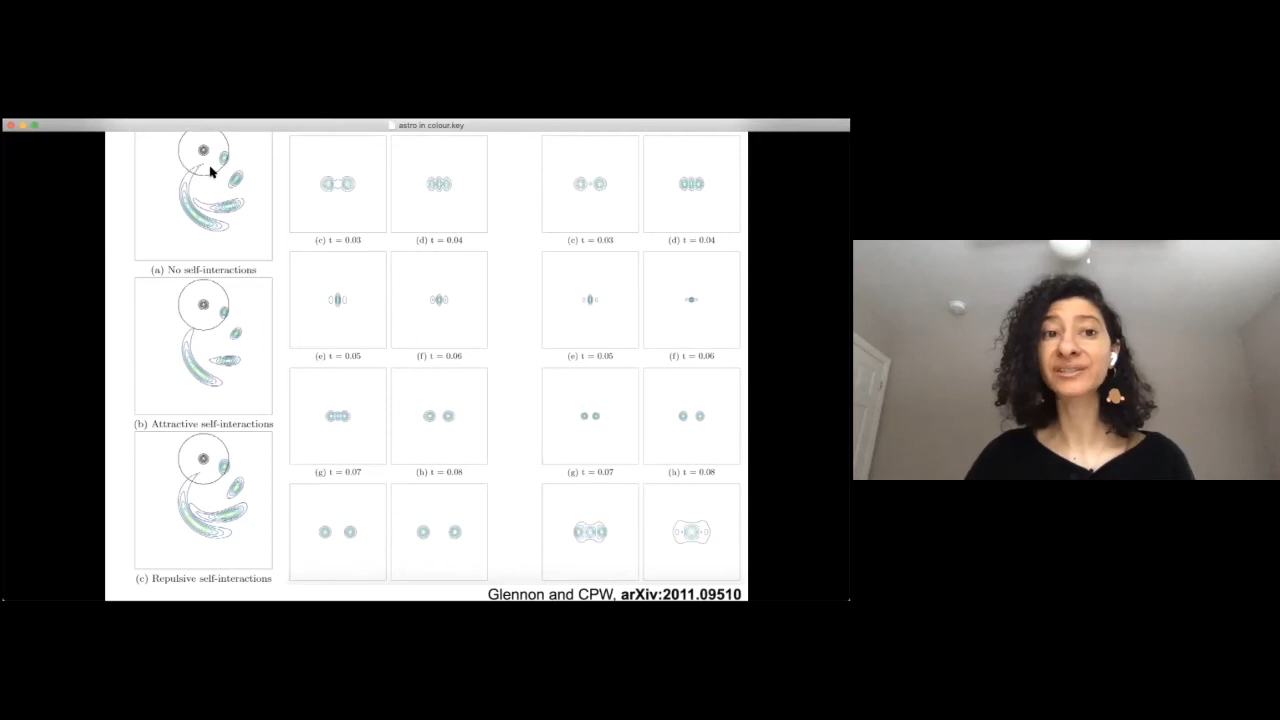 astro in colour.key
(c) t = 0.03
(d) t = 0.04
(c) t = 0.03
(d) t = 0.04
(a) No self-interactions
(e) t = 0.05
(f) t = 0.06
(e) t = 0.05
(f) t = 0.06
(b) Attractive self-interactions
(g) t = 0.07
(h) t = 0.08
(g) t = 0.07
(h) t = 0.08
(c) Repulsive self-interactions
Glennon and CPW, arXiv:2011.09510